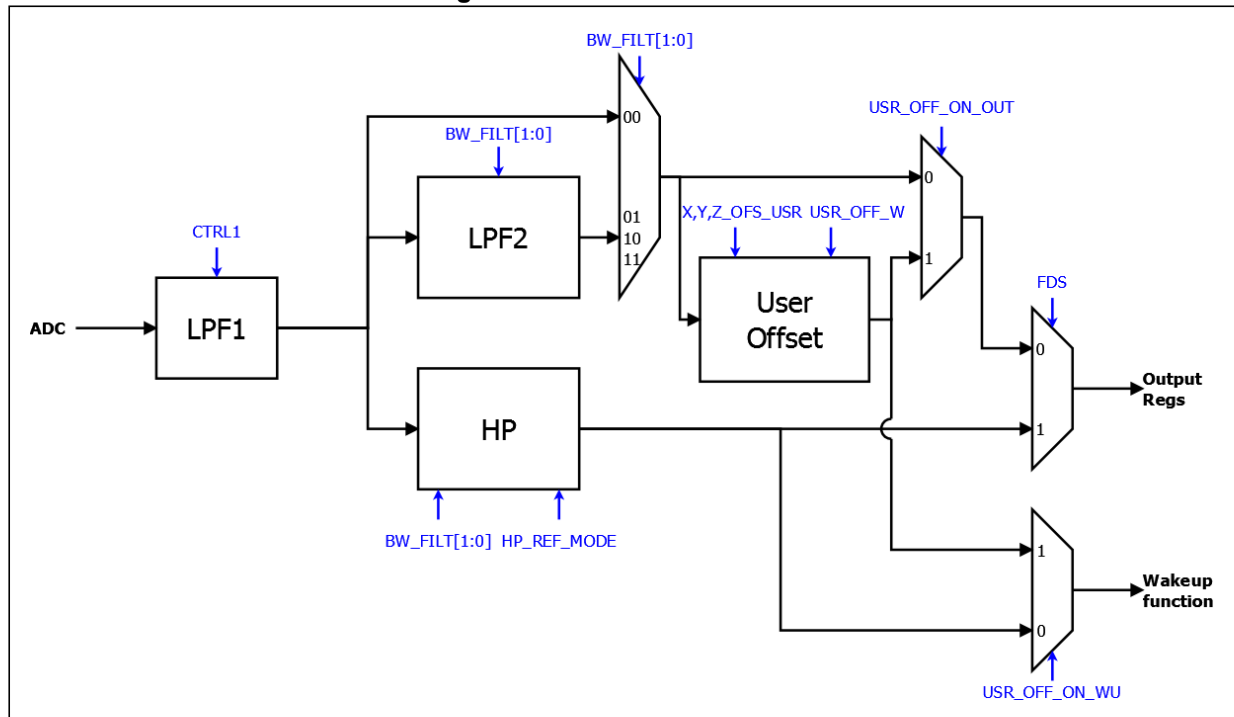 BW_FILT[1:0]
USR_OFF_ON_OUT
00
BW_FILT[1:0]
0
X,Y,Z_OFS_USR USR_OFF_W
01
CTRL1
LPF2
10
11
1
FDS
User
Offset
ADC
LPF1
0
Output
Regs
HP
1
BW_FILT[1:0] HP_REF_MODE
1
Wakeup
function
0
USR_OFF_ON_WU